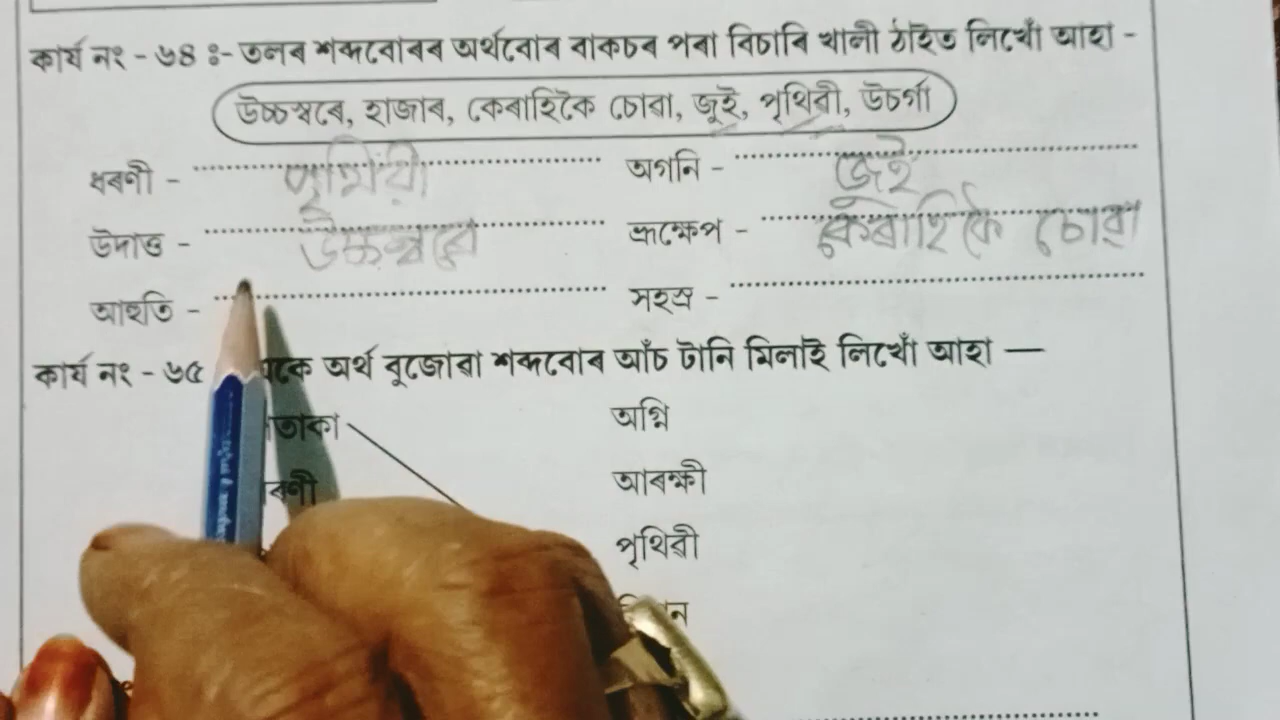 কাৰ্য নং - ৬৪ ঃ- তলৰ শব্দবোৰৰ অৰ্থবোৰ বাকচৰ পৰা বিচাৰি খালী ঠাইত লিখোঁ আহা -
উচ্চস্বৰে, হাজাৰ, কেৰাহিকৈ চোৱা, জুই, পৃথিৱী, উচৰ্গা
ধৰণী - পৃথিৱী অগনি - জুই
উদাত্ত - উচ্চস্বৰে ভ্ৰূক্ষেপ - কেৰাহিকৈ চোৱা
আহুতি - সহস্ৰ -
কাৰ্য নং - ৬৫ অৰ্থ বুজোৱা শব্দবোৰ আঁচ টানি মিলাই লিখোঁ আহা —
তাকা অগ্নি
ৰণী আৰক্ষী
পৃথিৱী